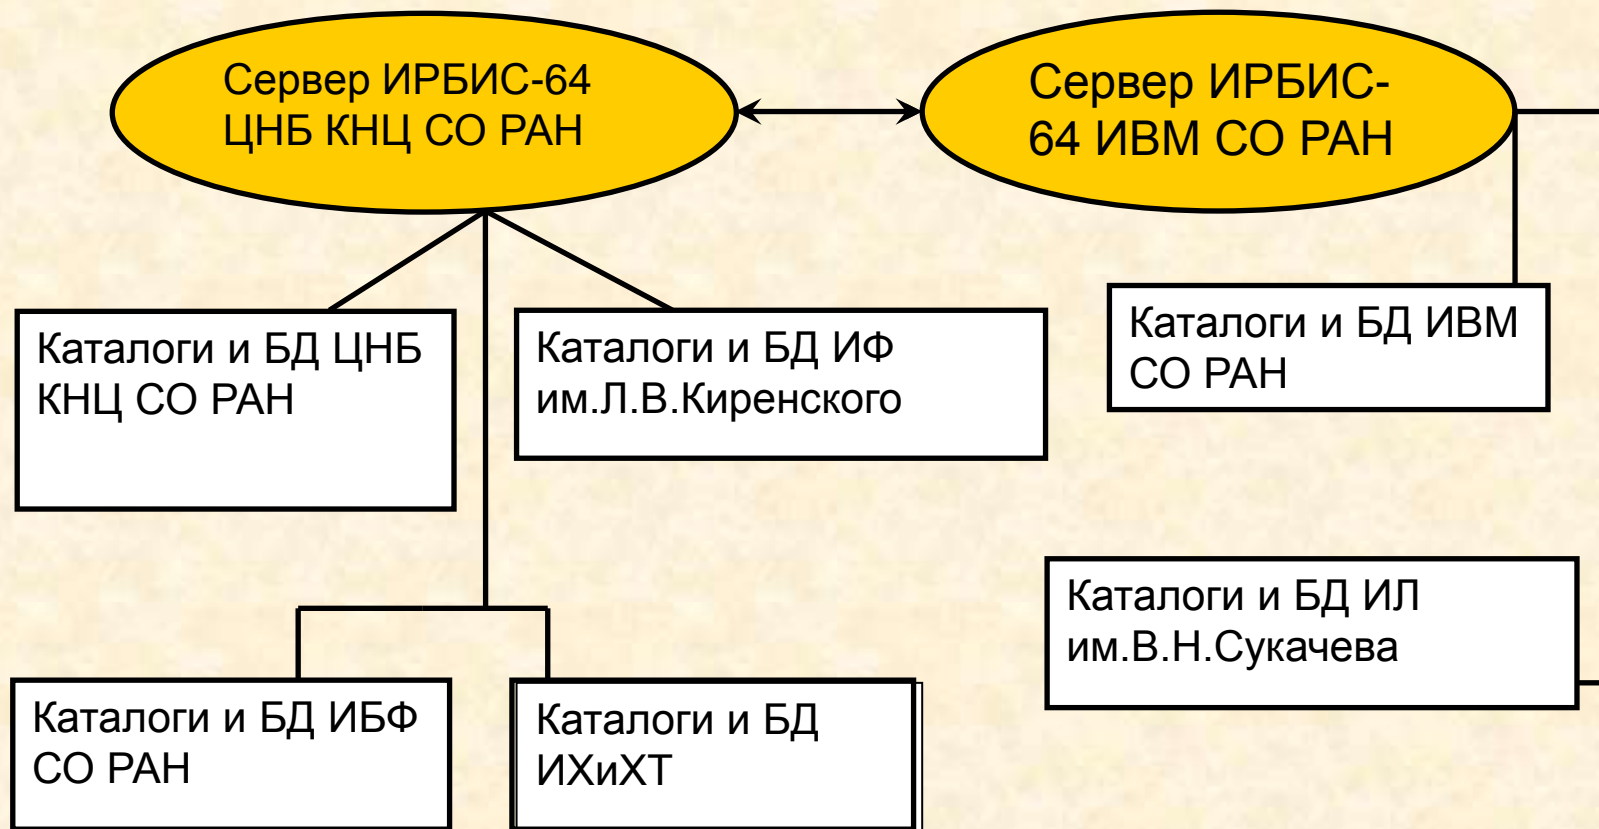 Сервер ИРБИС-64
ЦНБ КНЦ СО РАН
Сервер ИРБИС-
64 ИВМ СО РАН
Каталоги и БД ЦНБ
КНЦ СО РАН
Каталоги и БД ИФ
им.Л.В.Киренского
Каталоги и БД ИВМ
СО РАН
Каталоги и БД ИЛ
им.В.Н.Сукачева
Каталоги и БД ИБФ
СО РАН
Каталоги и БД
ИХиХТ